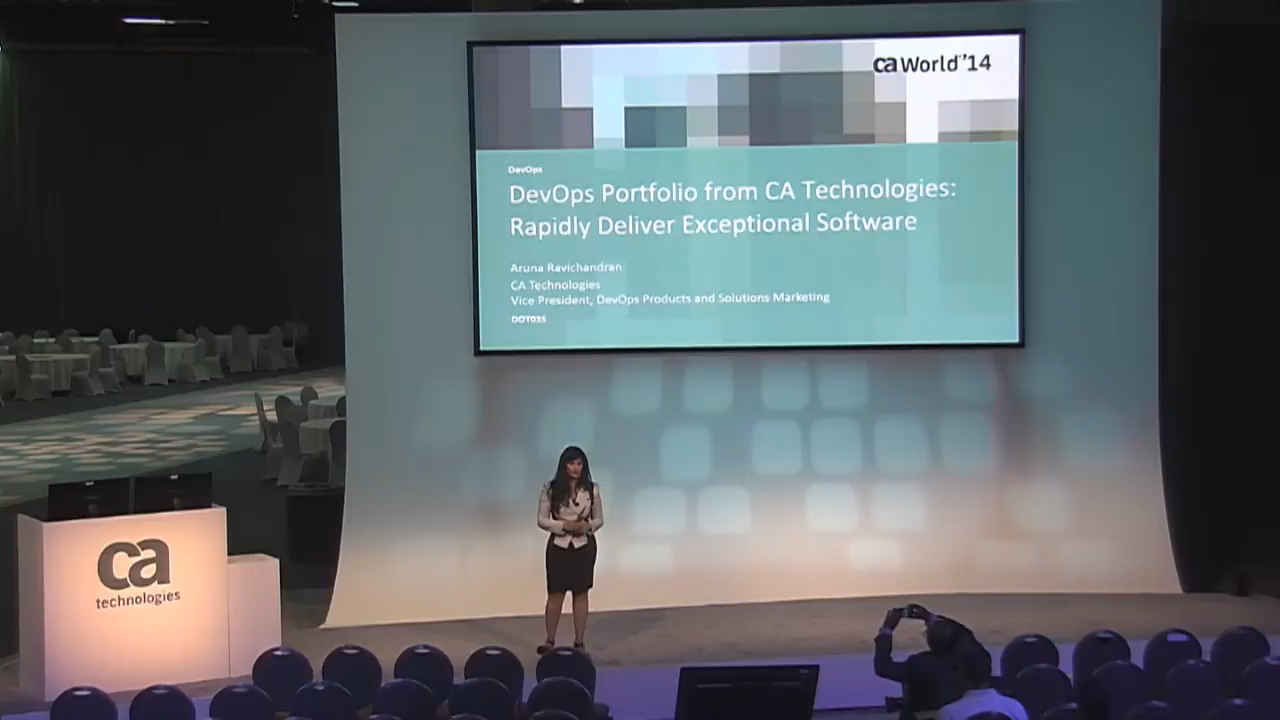 ca World '14
DevOps
DevOps Portfolio from CA Technologies:
Rapidly Deliver Exceptional Software
Aruna Ravichandran
CA Technologies
Vice President, DevOps Products and Solutions Marketing
ca
technologies